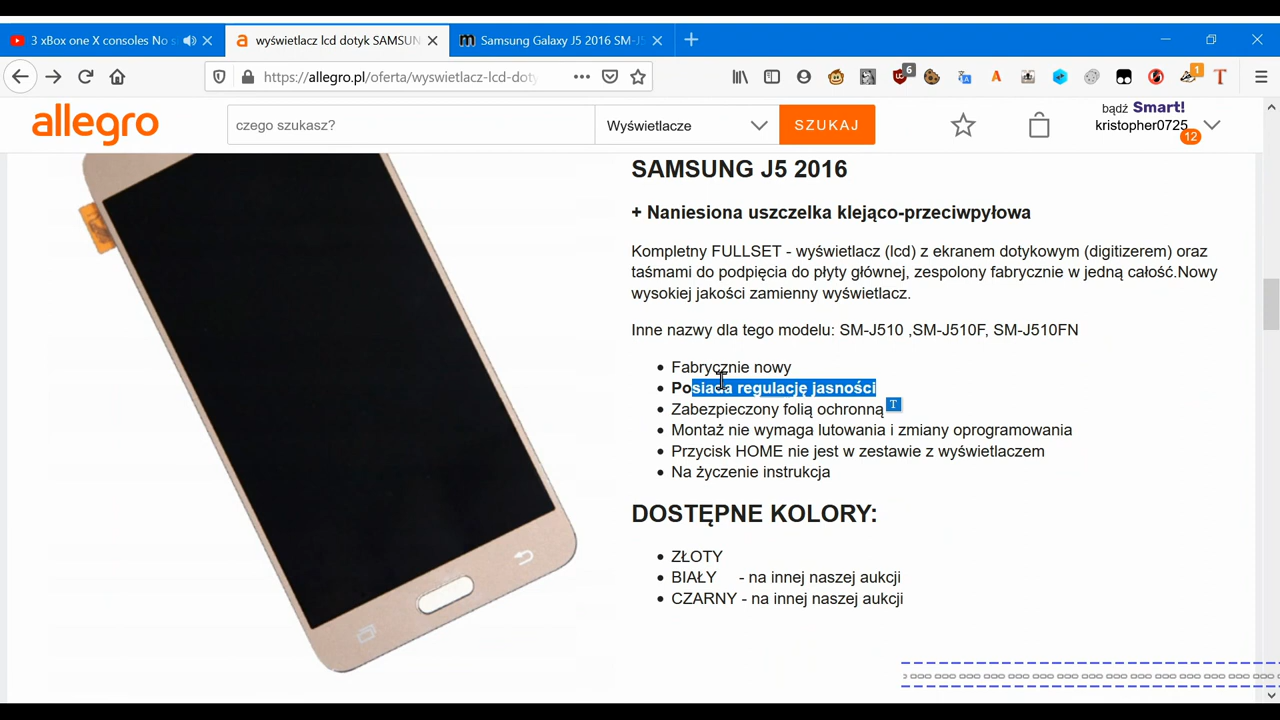 3 xBox one X consoles No s
wyświetlacz lcd dotyk SAMSUN
Samsung Galaxy J5 2016 SM-J5
https://allegro.pl/oferta/wyswietlacz-lcd-doty
6
1
allegro
czego szukasz?
Wyświetlacze
SZUKAJ
bądź Smart!
kristopher0725
12
SAMSUNG J5 2016
+ Naniesiona uszczelka klejąco-przeciwpyłowa
Kompletny FULLSET - wyświetlacz (lcd) z ekranem dotykowym (digitizerem) oraz
taśmami do podpięcia do płyty głównej, zespolony fabrycznie w jedną całość.Nowy
wysokiej jakości zamienny wyświetlacz.
Inne nazwy dla tego modelu: SM-J510 ,SM-J510F, SM-J510FN
Fabrycznie nowy
Posiada regulację jasności
Zabezpieczony folią ochronną
Montaż nie wymaga lutowania i zmiany oprogramowania
Przycisk HOME nie jest w zestawie z wyświetlaczem
Na życzenie instrukcja
DOSTĘPNE KOLORY:
ZŁOTY
BIAŁY - na innej naszej aukcji
CZARNY - na innej naszej aukcji